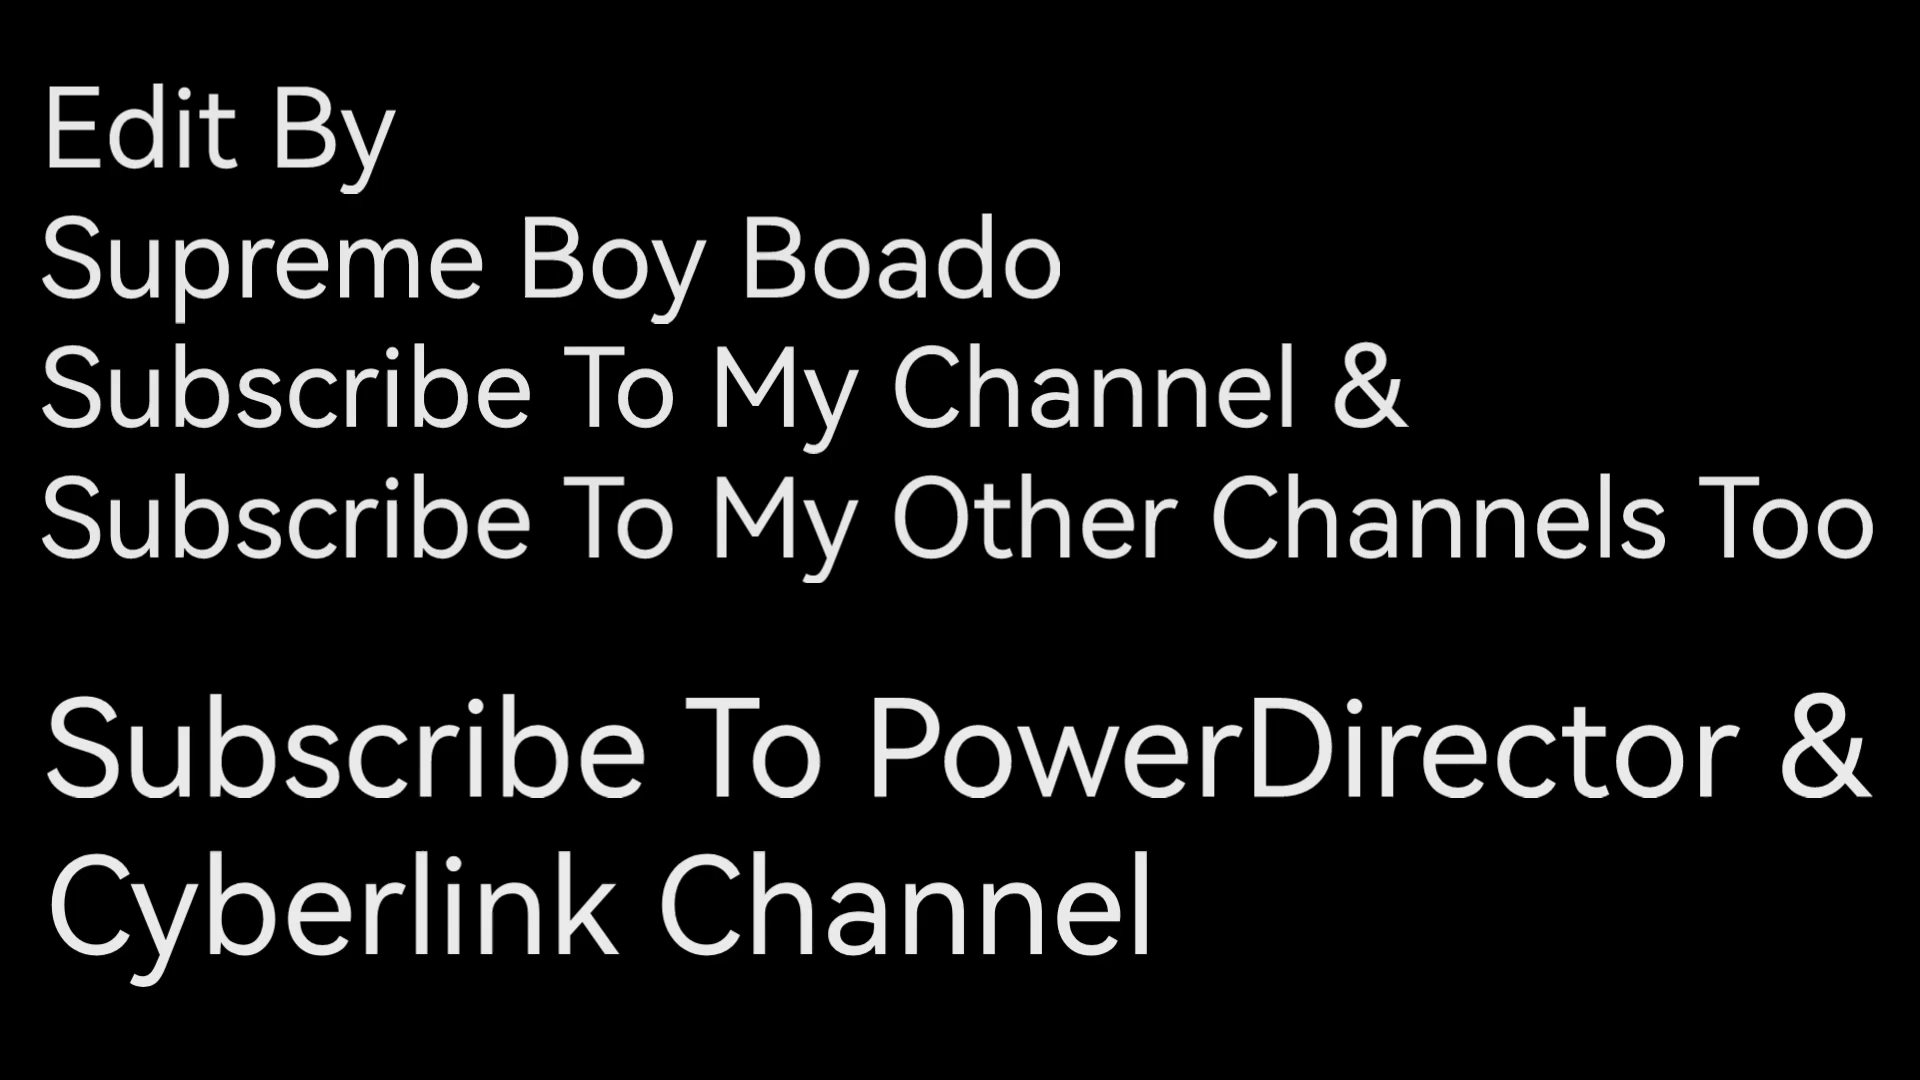 Edit By
Supreme Boy Boado
Subscribe To My Channel &
Subscribe To My Other Channels Too
Subscribe To PowerDirector &
Cyberlink Channel